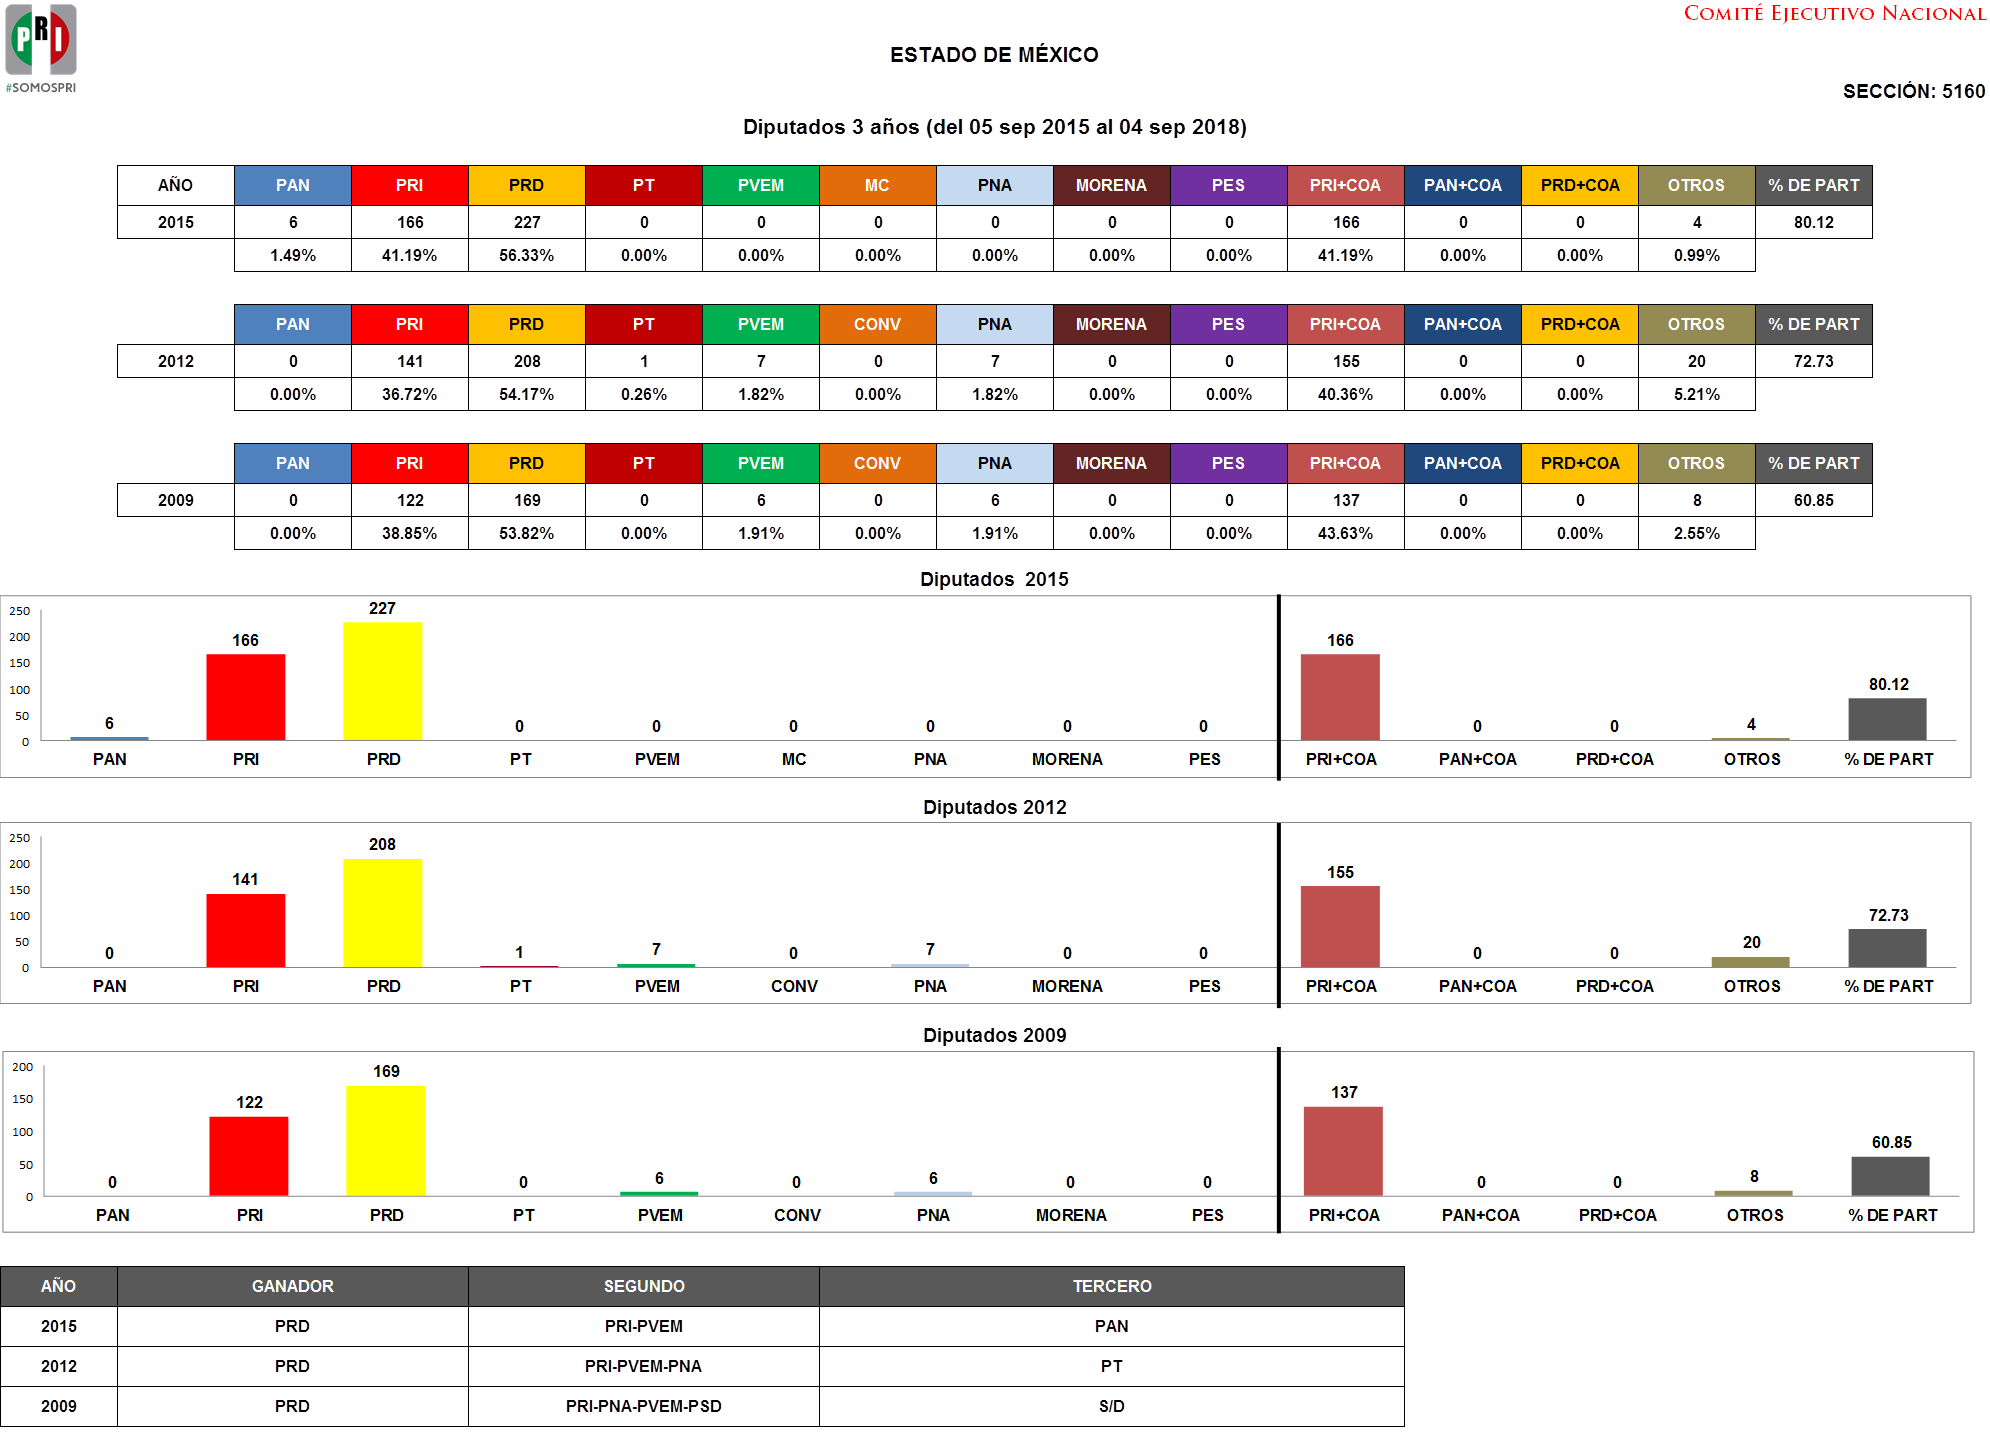 PRI
#SOMOSPRI
COMITÉ EJECUTIVO NACIONAL
ESTADO DE MÉXICO
SECCIÓN: 5160
Diputados 3 años (del 05 sep 2015 al 04 sep 2018)
AÑO PAN PRI PRD PT PVEM MC PNA MORENA PES PRI+COA PAN+COA PRD+COA OTROS % DE PART
2015 6 166 227 0 0 0 0 0 0 166 0 0 4 80.12
1.49% 41.19% 56.33% 0.00% 0.00% 0.00% 0.00% 0.00% 0.00% 41.19% 0.00% 0.00% 0.99%
PAN PRI PRD PT PVEM CONV PNA MORENA PES PRI+COA PAN+COA PRD+COA OTROS % DE PART
2012 0 141 208 1 7 0 7 0 0 155 0 0 20 72.73
0.00% 36.72% 54.17% 0.26% 1.82% 0.00% 1.82% 0.00% 0.00% 40.36% 0.00% 0.00% 5.21%
PAN PRI PRD PT PVEM CONV PNA MORENA PES PRI+COA PAN+COA PRD+COA OTROS % DE PART
2009 0 122 169 0 6 0 6 0 0 137 0 0 8 60.85
0.00% 38.85% 53.82% 0.00% 1.91% 0.00% 1.91% 0.00% 0.00% 43.63% 0.00% 0.00% 2.55%
Diputados 2015
250
200
150
100
50
0
6 166 227 0 0 0 0 0 0 166 0 0 4 80.12
PAN PRI PRD PT PVEM MC PNA MORENA PES PRI+COA PAN+COA PRD+COA OTROS % DE PART
Diputados 2012
250
200
150
100
50
0
0 141 208 1 7 0 7 0 0 155 0 0 20 72.73
PAN PRI PRD PT PVEM CONV PNA MORENA PES PRI+COA PAN+COA PRD+COA OTROS % DE PART
Diputados 2009
200
150
100
50
0
0 122 169 0 6 0 6 0 0 137 0 0 8 60.85
PAN PRI PRD PT PVEM CONV PNA MORENA PES PRI+COA PAN+COA PRD+COA OTROS % DE PART
AÑO GANADOR SEGUNDO TERCERO
2015 PRD PRI-PVEM PAN
2012 PRD PRI-PVEM-PNA PT
2009 PRD PRI-PNA-PVEM-PSD S/D